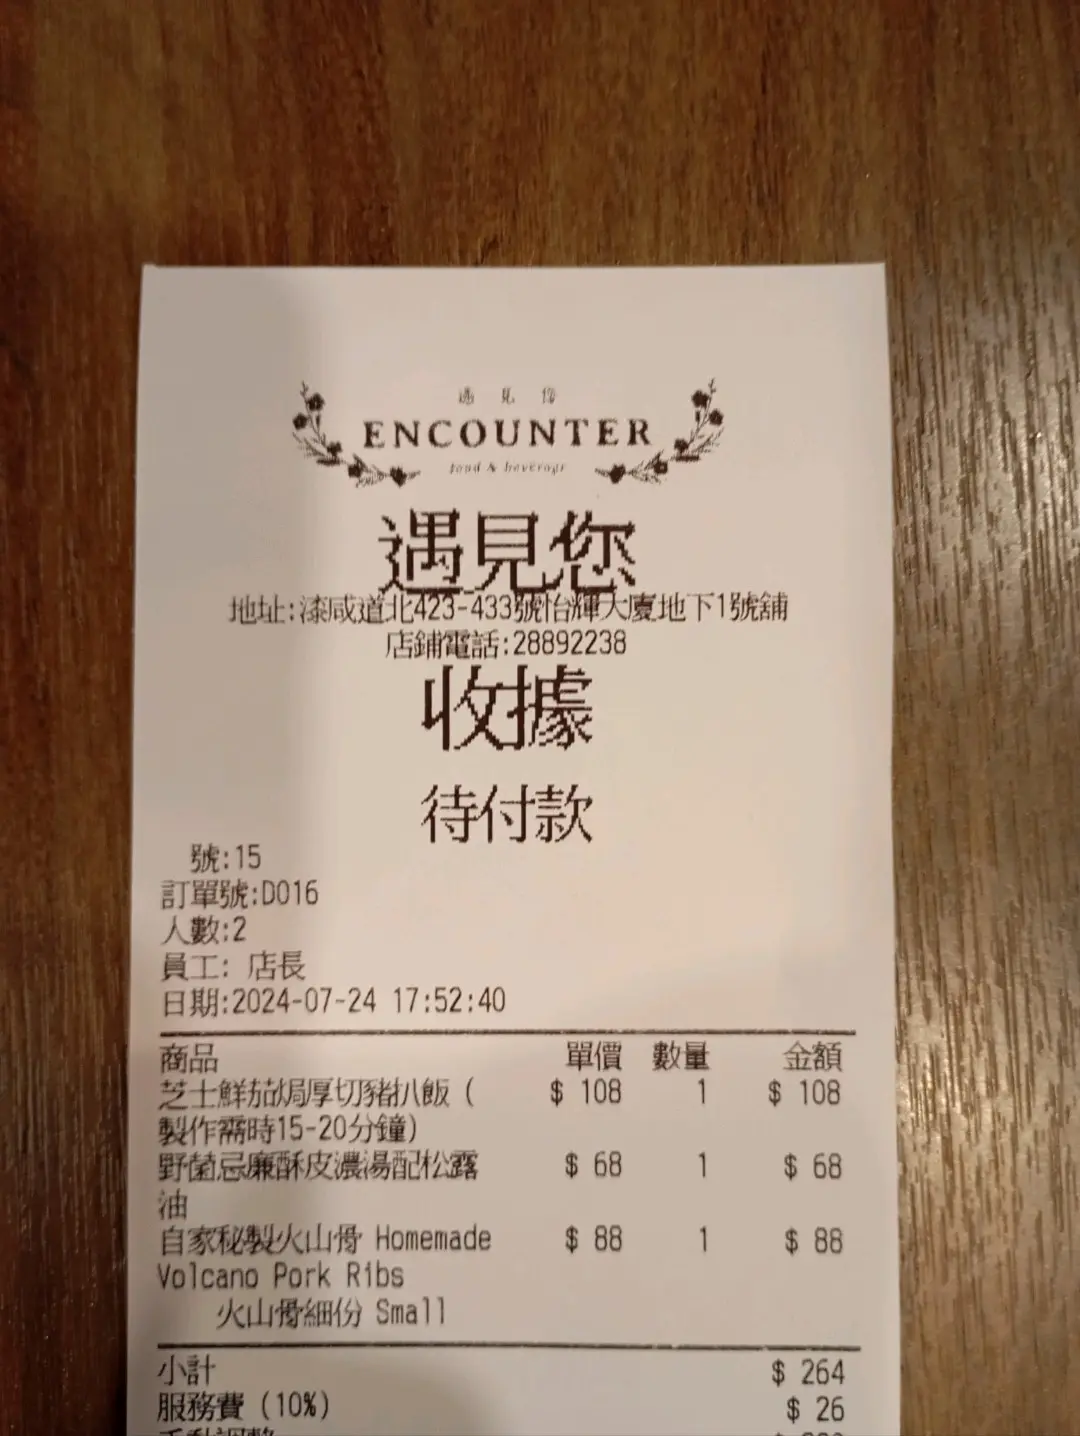 遇見您
ENCOUNTER
food & beverage
遇見您
地址:漆咸道北423-433號怡輝大廈地下1號舖
店鋪電話:28892238
收據
待付款
號:15
訂單號:D016
人數:2
員工: 店長
日期:2024-07-24 17:52:40
商品 單價 數量 金額
芝士鮮茄焗厚切豬扒飯 ( $ 108 1 $ 108
製作需時15-20分鐘)
野菌忌廉酥皮濃湯配松露 $ 68 1 $ 68
油
自家秘製火山骨 Homemade $ 88 1 $ 88
Volcano Pork Ribs
火山骨細份 Small
小計 $ 264
服務費 (10%) $ 26